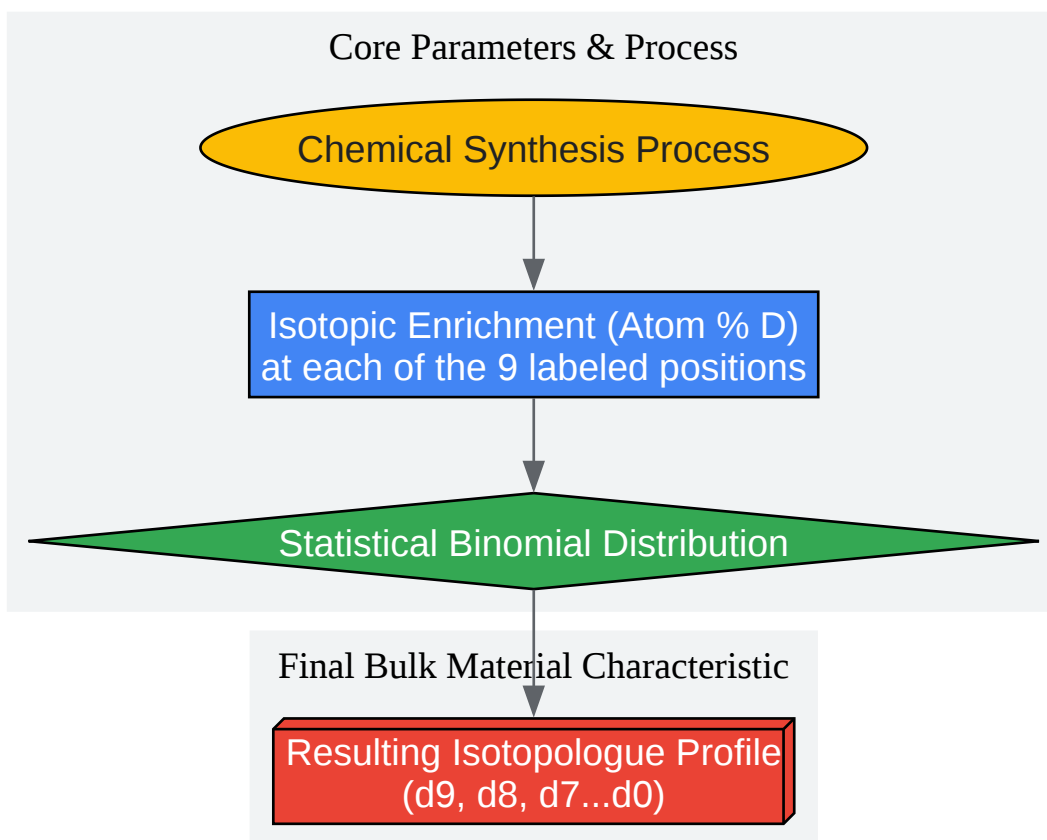 Core Parameters & Process
Chemical Synthesis Process
Isotopic Enrichment (Atom % D)
at each of the 9 labeled positions
Statistical Binomial Distribution
Final Bulk Material Characteristic
Resulting Isotopologue Profile
(d9, d8, d7...d0)